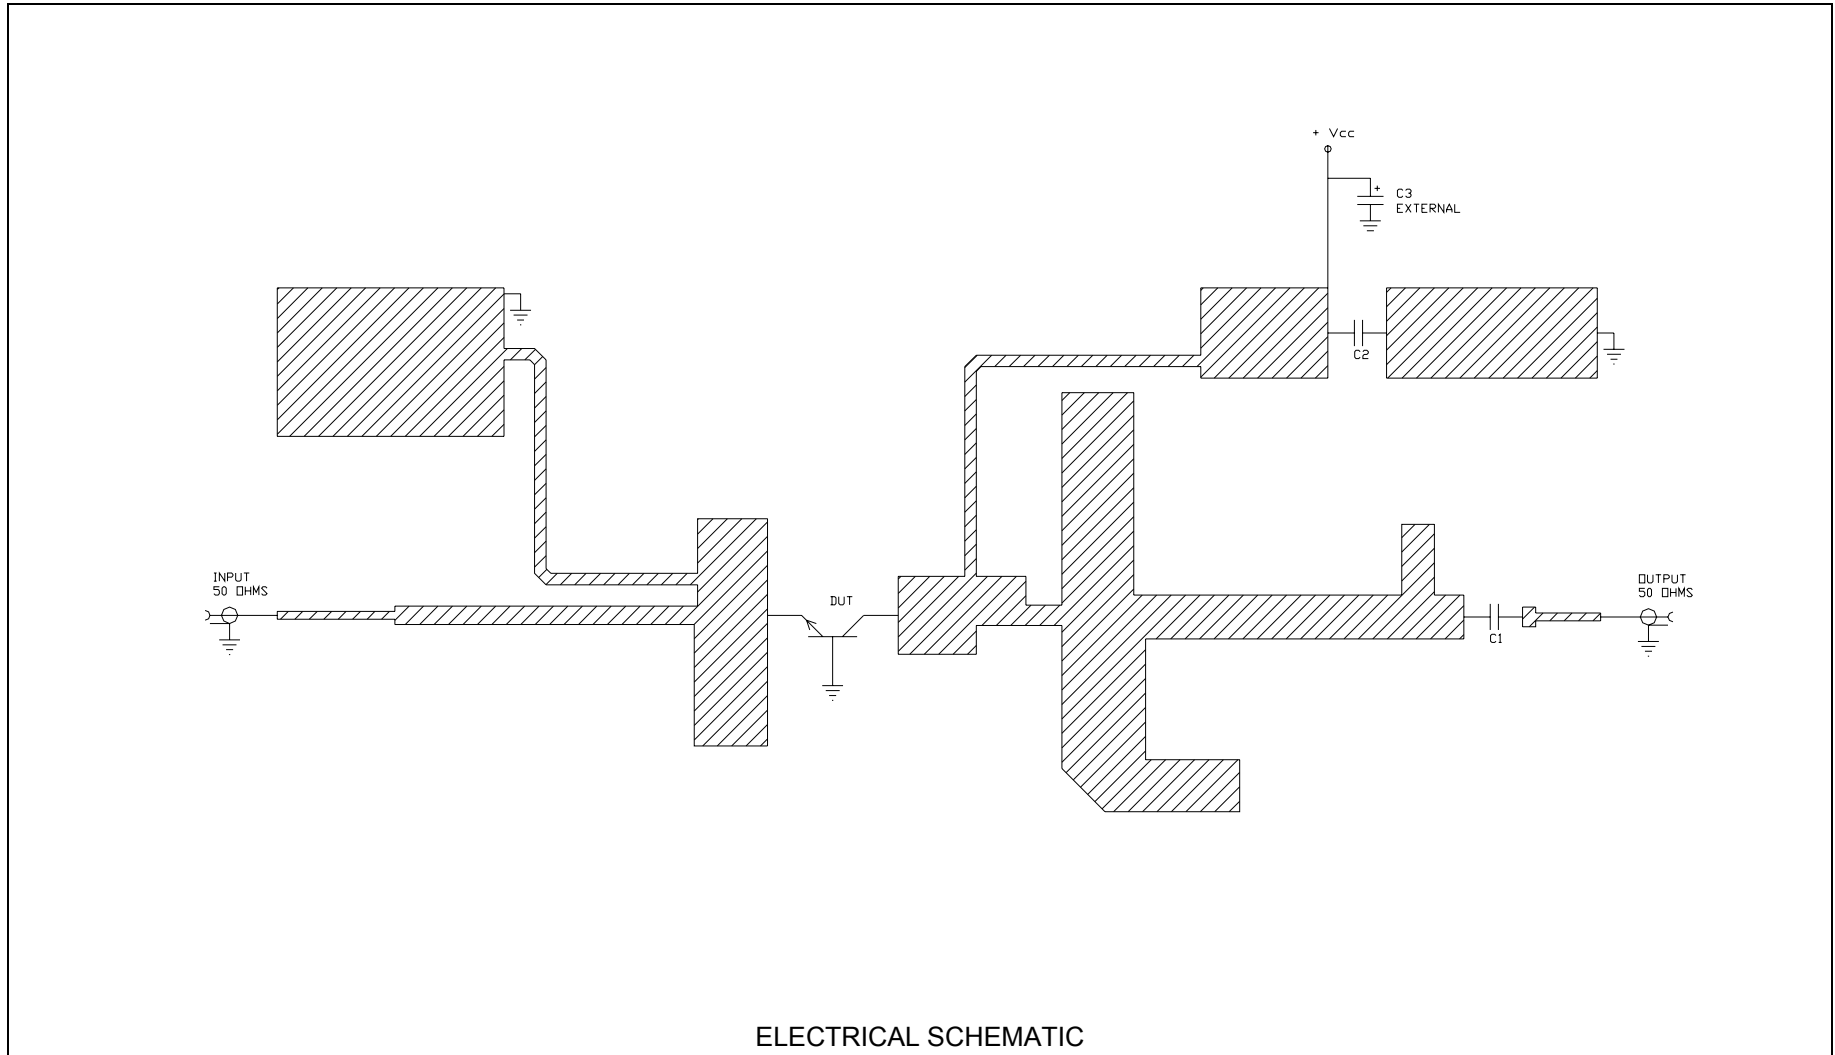 + Vcc
+
C3
EXTERNAL
C2
INPUT
50 OHMS
DUT
OUTPUT
50 OHMS
C1
ELECTRICAL SCHEMATIC